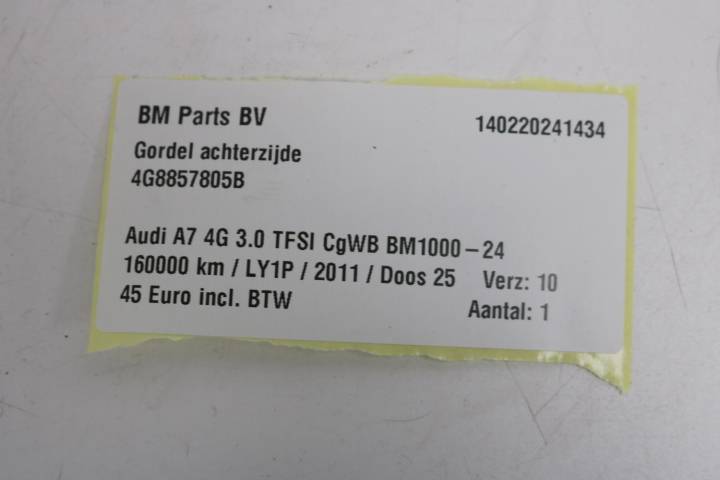 BM Parts BV 140220241434
Gordel achterzijde
4G8857805B
Audi A7 4G 3.0 TFSI CgWB BM1000-24
160000 km / LY1P / 2011 / Doos 25 Verz: 10
45 Euro incl. BTW Aantal: 1